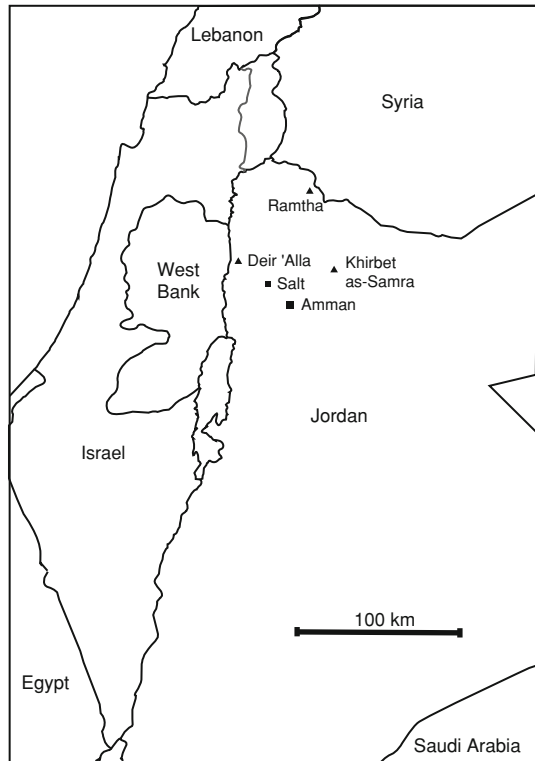 Lebanon
Syria
Ramtha
Deir 'Alla
Khirbet
as-Samra
West
Bank
Salt
Amman
Jordan
Israel
100 km
Egypt
Saudi Arabia